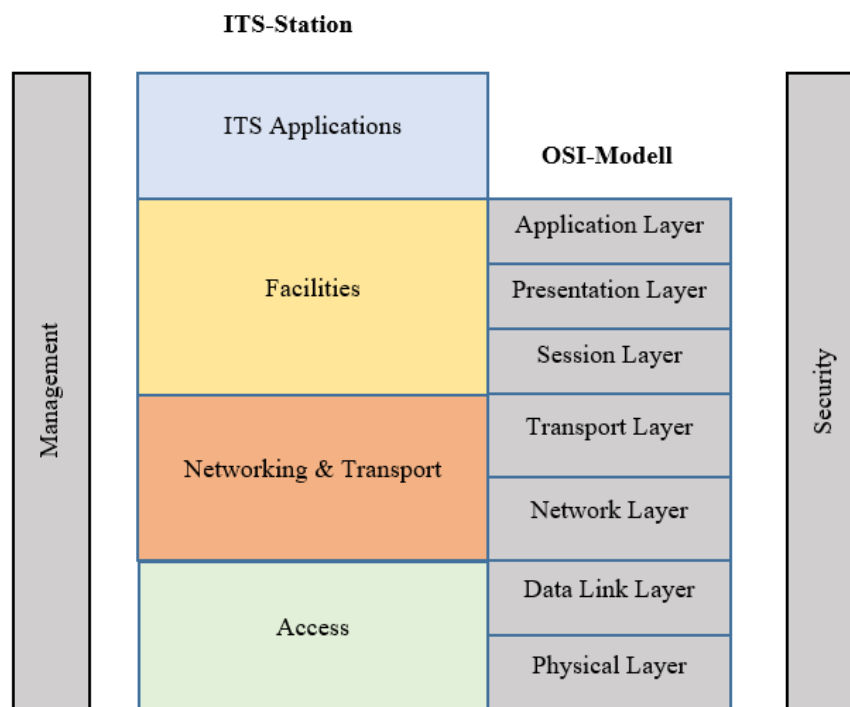 ITS-Station
ITS Applications
OSI-Modell
Application Layer
Facilities
Presentation Layer
Session Layer
Management
Security
Transport Layer
Networking & Transport
Network Layer
Data Link Layer
Access
Physical Layer